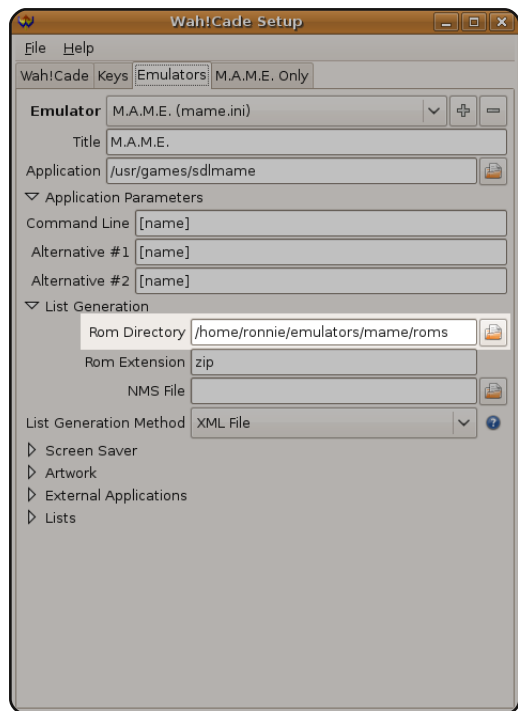 Wah!Cade Setup
File Help
Wah!Cade Keys Emulators M.A.M.E. Only
Emulator M.A.M.E. (mame.ini)
Title M.A.M.E.
Application /usr/games/sdlmame
Application Parameters
Command Line [name]
Alternative #1 [name]
Alternative #2 [name]
List Generation
Rom Directory /home/ronnie/emulators/mame/roms
Rom Extension zip
NMS File
List Generation Method XML File
Screen Saver
Artwork
External Applications
Lists